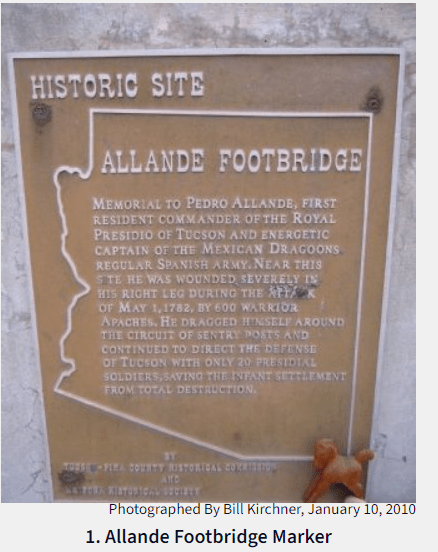 HISTORIC SITE
ALLANDE FOOTBRIDGE
MEMORIAL TO PEDRO ALLANDE, FIRST
RESIDENT COMMANDER OF THE ROYAL
PRESIDIO OF TUCSON AND ENERGETIC
CAPTAIN OF THE MEXICAN DRAGOONS,
REGULAR SPANISH ARMY. NEAR THIS
SITE HE WAS WOUNDED SEVERELY IN
HIS RIGHT LEG DURING THE ATTACK
OF MAY 1, 1782, BY 600 WARRIOR
APACHES. HE DRAGGED HIMSELF AROUND
THE CIRCUIT OF SENTRY POSTS AND
CONTINUED TO DIRECT THE DEFENSE
OF TUCSON WITH ONLY 20 PRESIDIAL
SOLDIERS, SAVING THE INFANT SETTLEMENT
FROM TOTAL DESTRUCTION.
BY
TUCSON-PIMA COUNTY HISTORICAL COMMISSION
AND
HISTORICAL SOCIETY
Photographed By Bill Kirchner, January 10, 2010
1. Allande Footbridge Marker